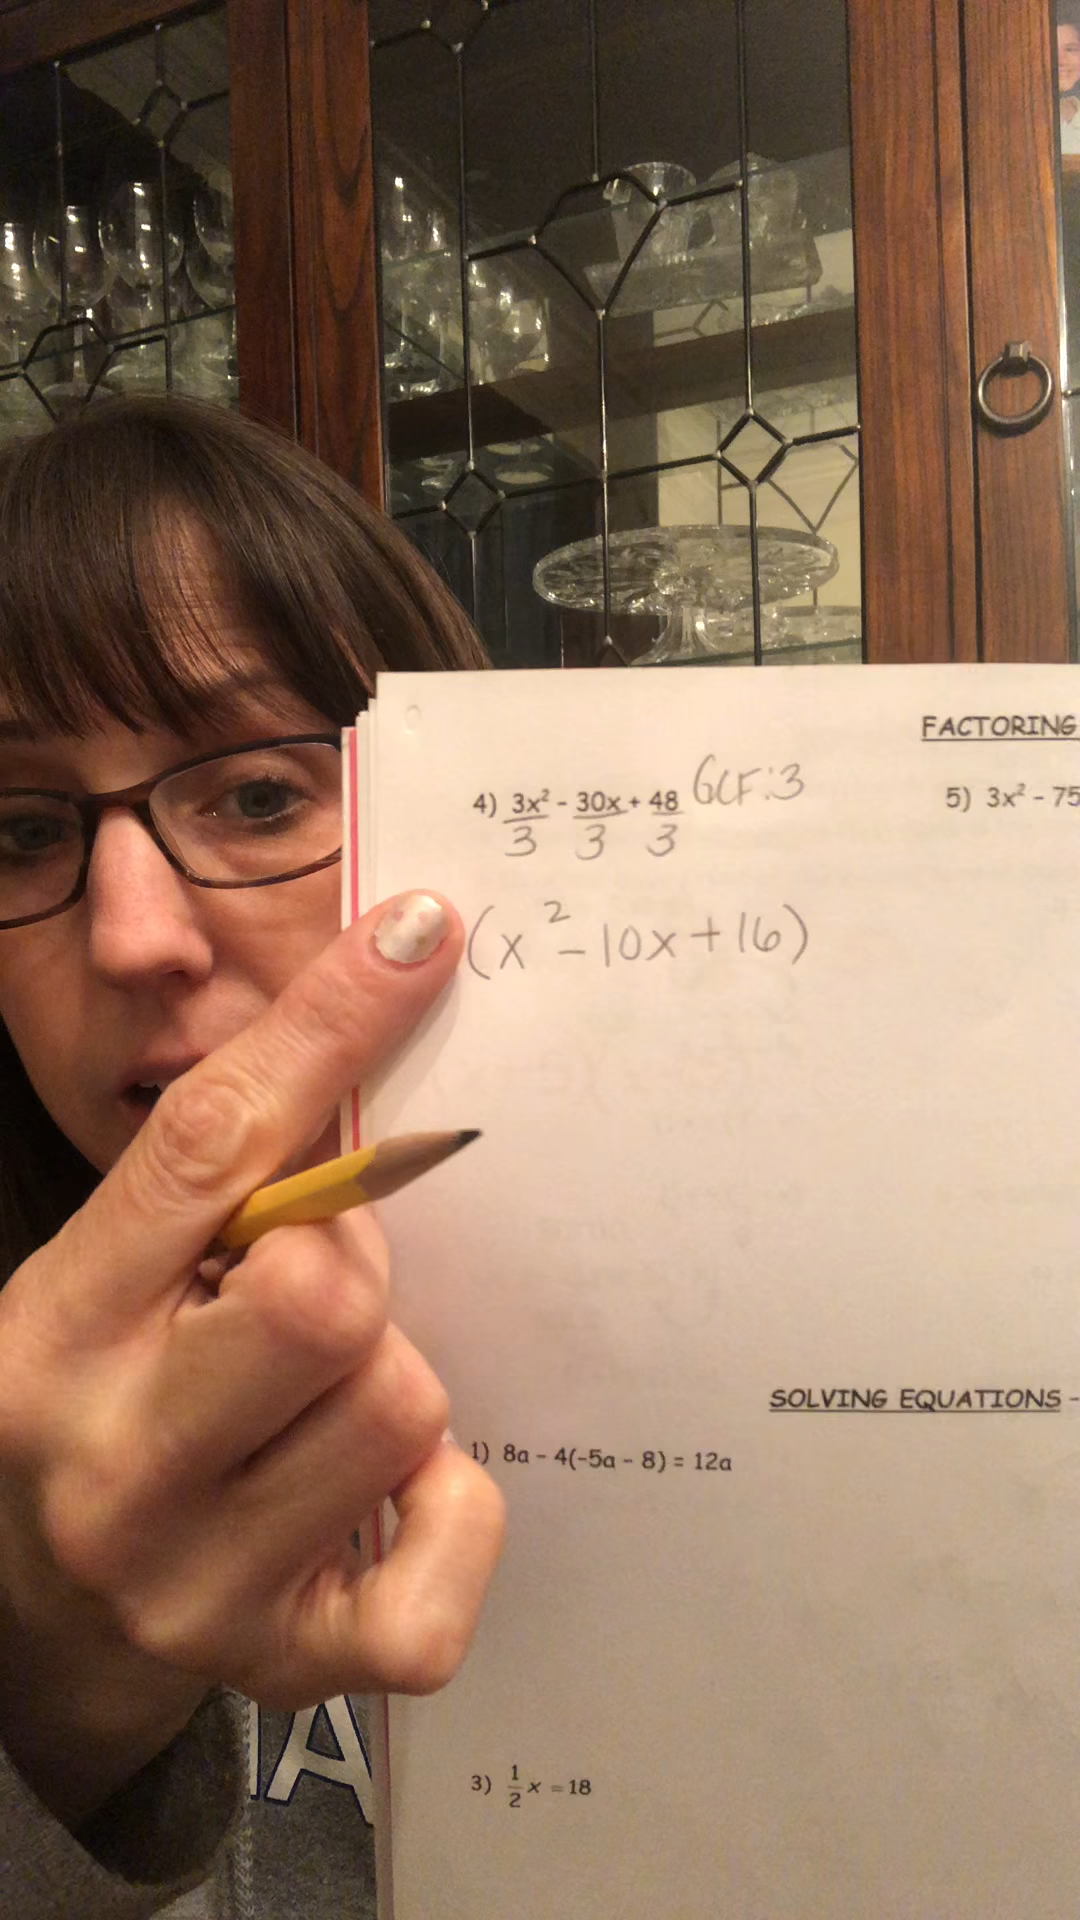 FACTORING
4) 3x² - 30x + 48 GCF:3
3 3 3
5) 3x² - 75
(x² - 10x + 16)
SOLVING EQUATIONS -
1) 8a - 4(-5a - 8) = 12a
3) 1/2 x = 18
IA